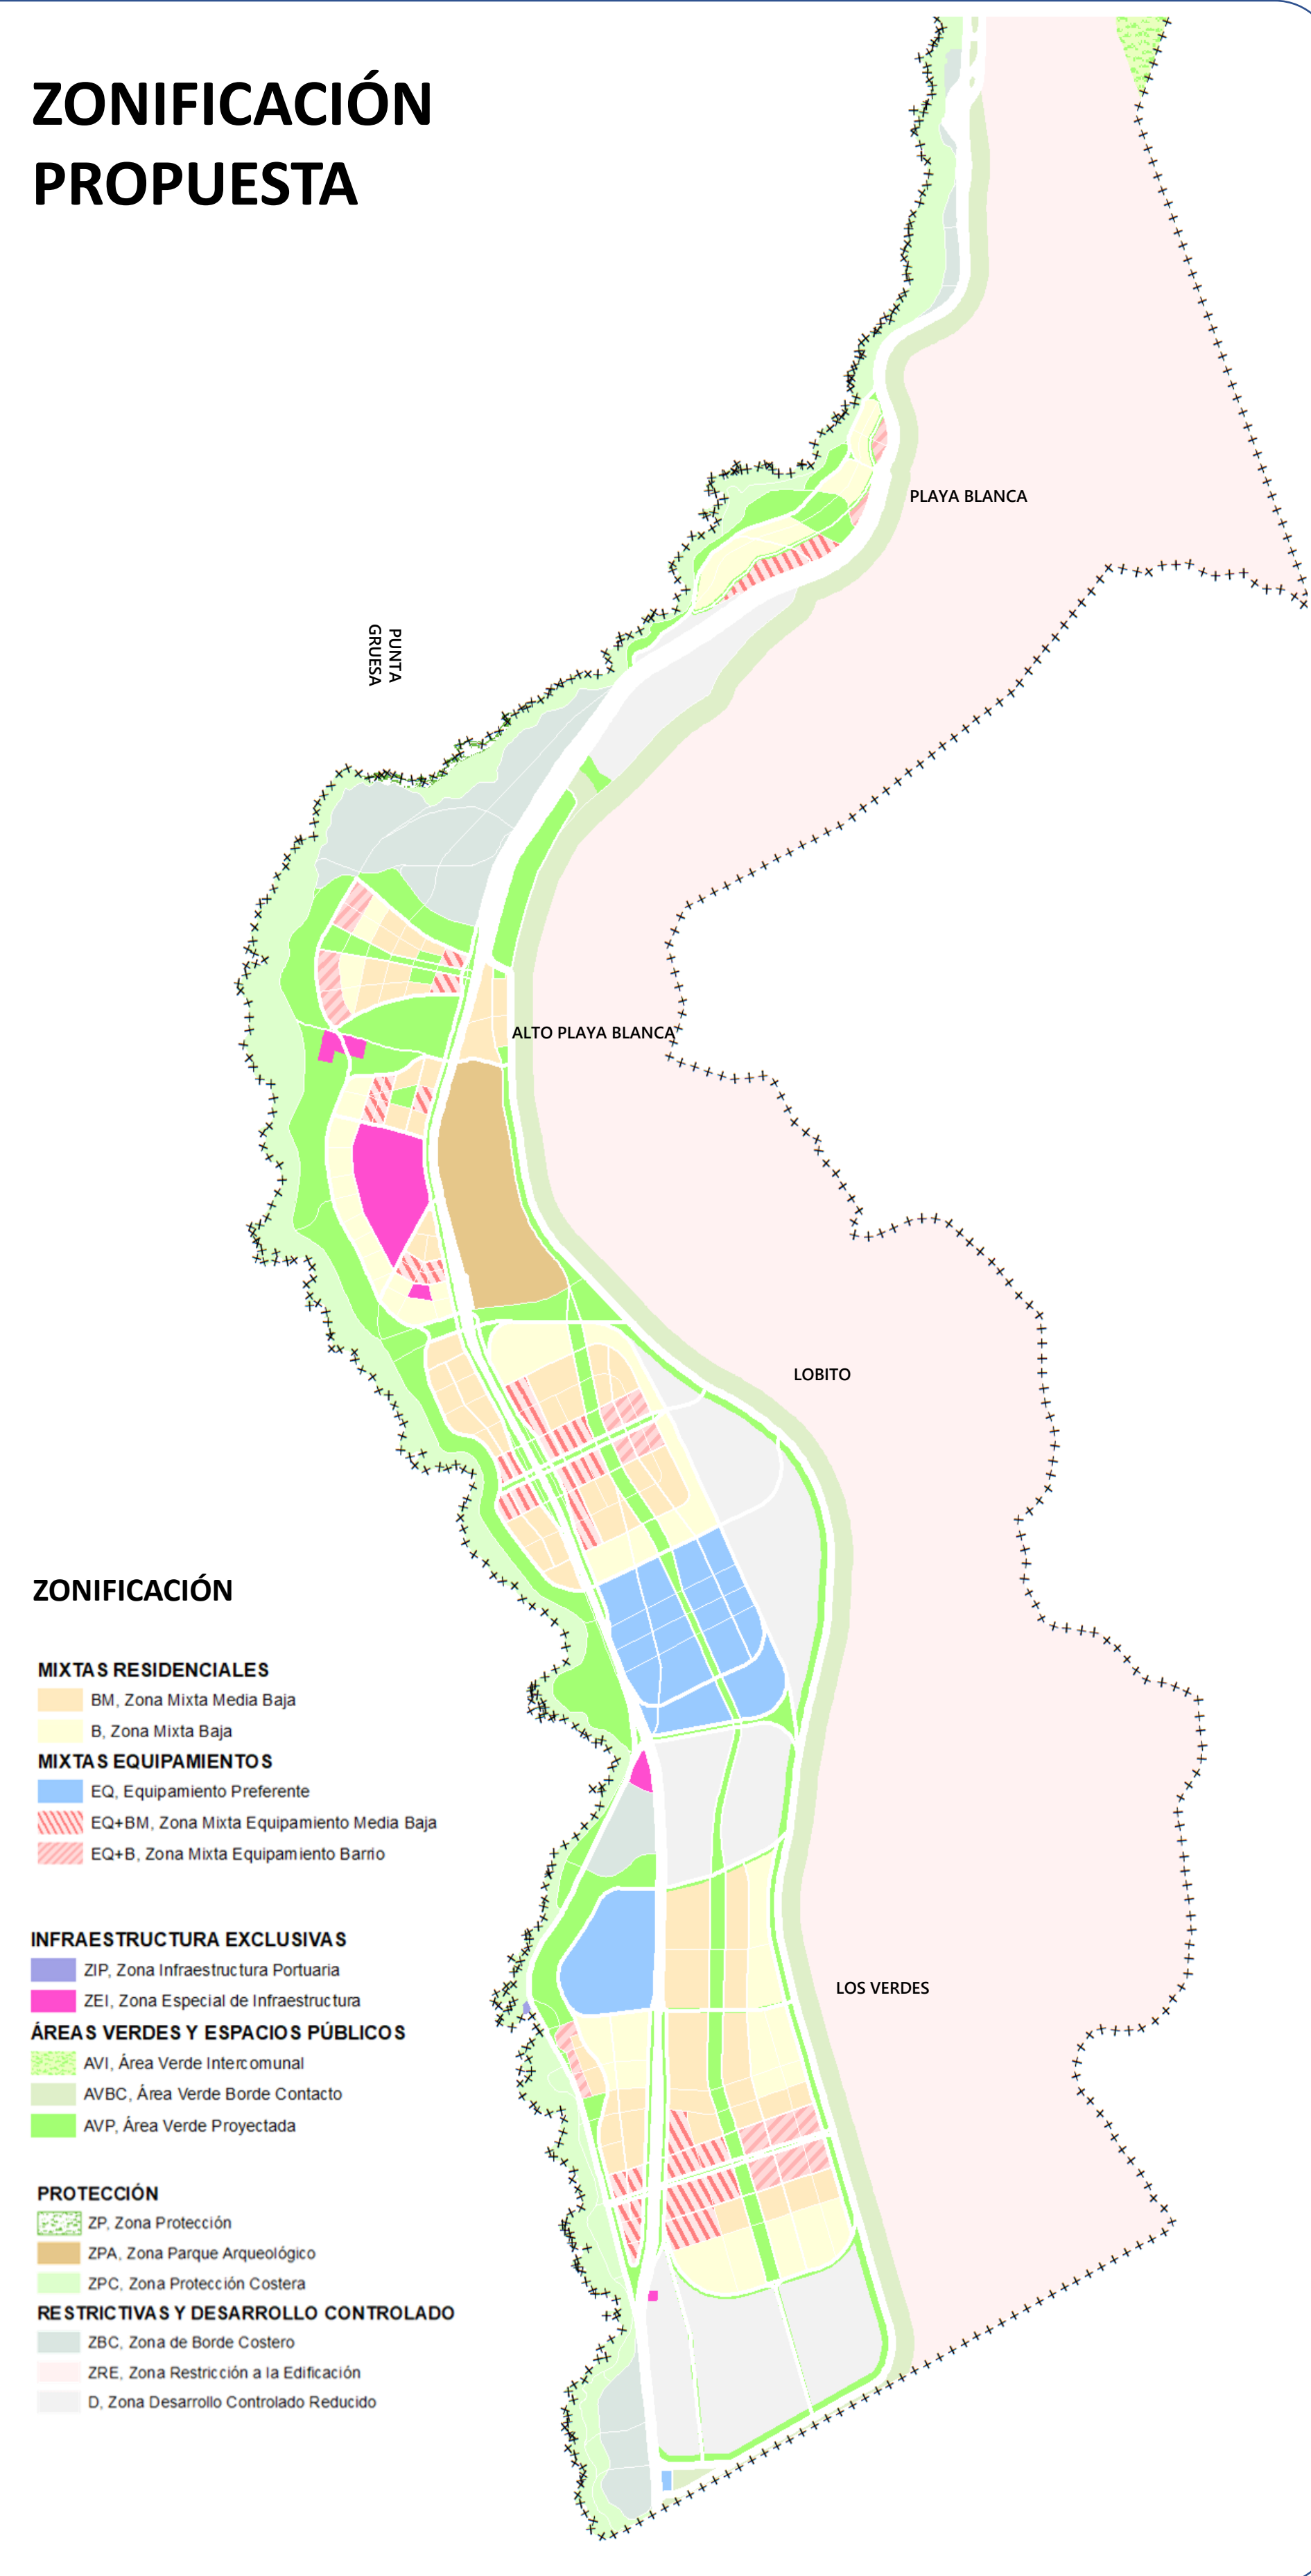 ZONIFICACIÓN
PROPUESTA
PLAYA BLANCA
PUNTA
GRUESA
ALTO PLAYA BLANCA
LOBITO
LOS VERDES
ZONIFICACIÓN
MIXTAS RESIDENCIALES
BM, Zona Mixta Media Baja
B, Zona Mixta Baja
MIXTAS EQUIPAMIENTOS
EQ, Equipamiento Preferente
EQ+BM, Zona Mixta Equipamiento Media Baja
EQ+B, Zona Mixta Equipamiento Barrio
INFRAESTRUCTURA EXCLUSIVAS
ZIP, Zona Infraestructura Portuaria
ZEI, Zona Especial de Infraestructura
ÁREAS VERDES Y ESPACIOS PÚBLICOS
AVI, Área Verde Intercomunal
AVBC, Área Verde Borde Contacto
AVP, Área Verde Proyectada
PROTECCIÓN
ZP, Zona Protección
ZPA, Zona Parque Arqueológico
ZPC, Zona Protección Costera
RESTRICTIVAS Y DESARROLLO CONTROLADO
ZBC, Zona de Borde Costero
ZRE, Zona Restricción a la Edificación
D, Zona Desarrollo Controlado Reducido